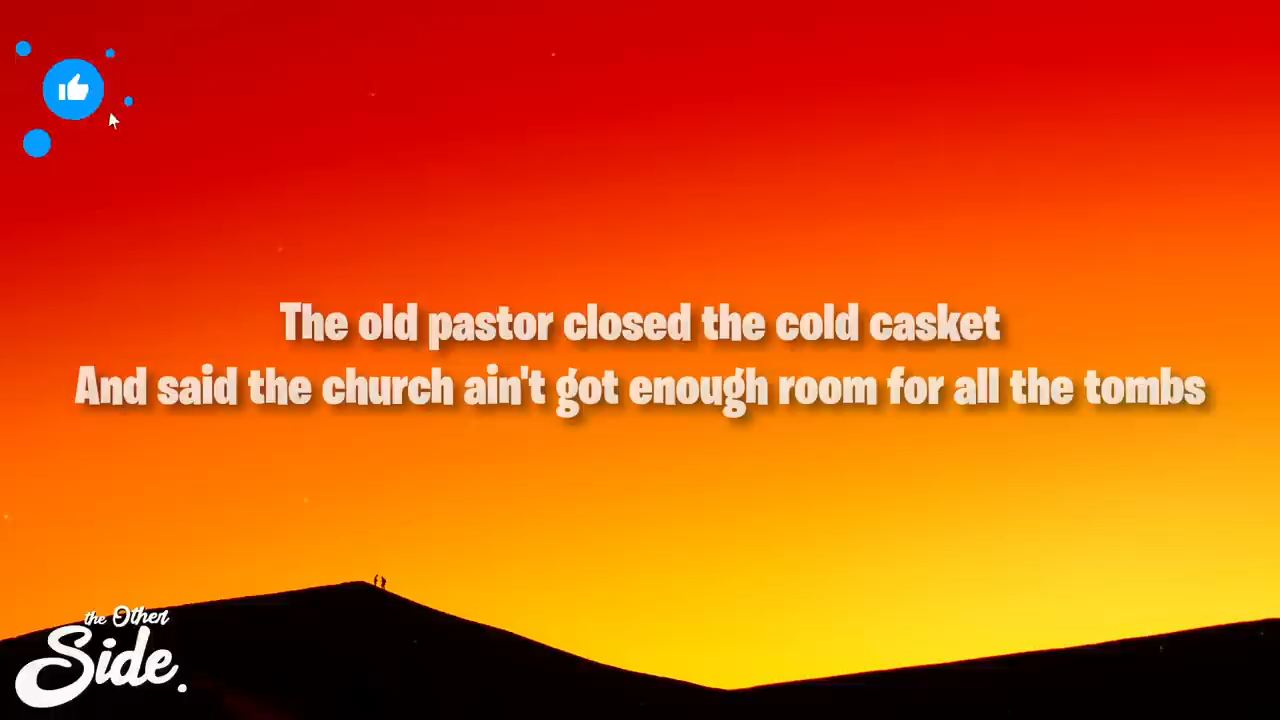 The old pastor closed the cold casket
And said the church ain't got enough room for all the tombs
the Other
Side.